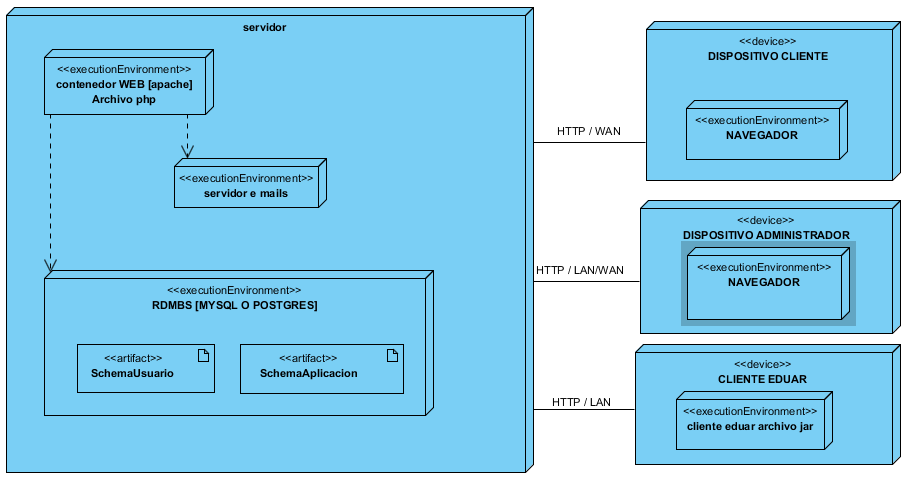 servidor
<<executionEnvironment>>
contenedor WEB [apache]
Archivo php
<<executionEnvironment>>
servidor e mails
<<executionEnvironment>>
RDMBS [MYSQL O POSTGRES]
<<artifact>>
SchemaUsuario
<<artifact>>
SchemaAplicacion
HTTP / WAN
HTTP / LAN/WAN
HTTP / LAN
<<device>>
DISPOSITIVO CLIENTE
<<executionEnvironment>>
NAVEGADOR
<<device>>
DISPOSITIVO ADMINISTRADOR
<<executionEnvironment>>
NAVEGADOR
<<device>>
CLIENTE EDUAR
<<executionEnvironment>>
cliente eduar archivo jar